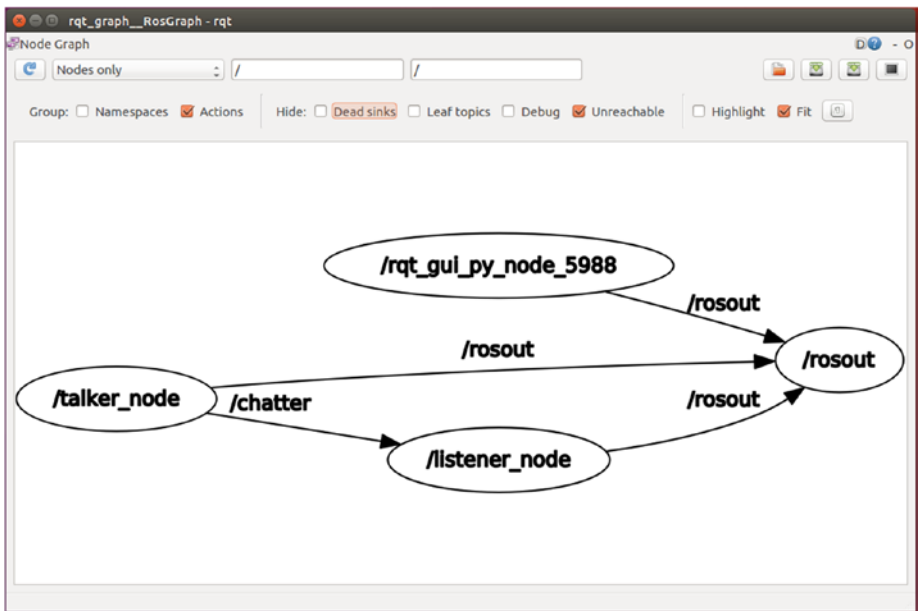 rqt_graph__RosGraph - rqt
Node Graph
D ? - O
Nodes only / /
Group: Namespaces Actions Hide: Dead sinks Leaf topics Debug Unreachable Highlight Fit
/rqt_gui_py_node_5988
/rosout
/rosout
/rosout
/talker_node
/chatter
/rosout
/listener_node